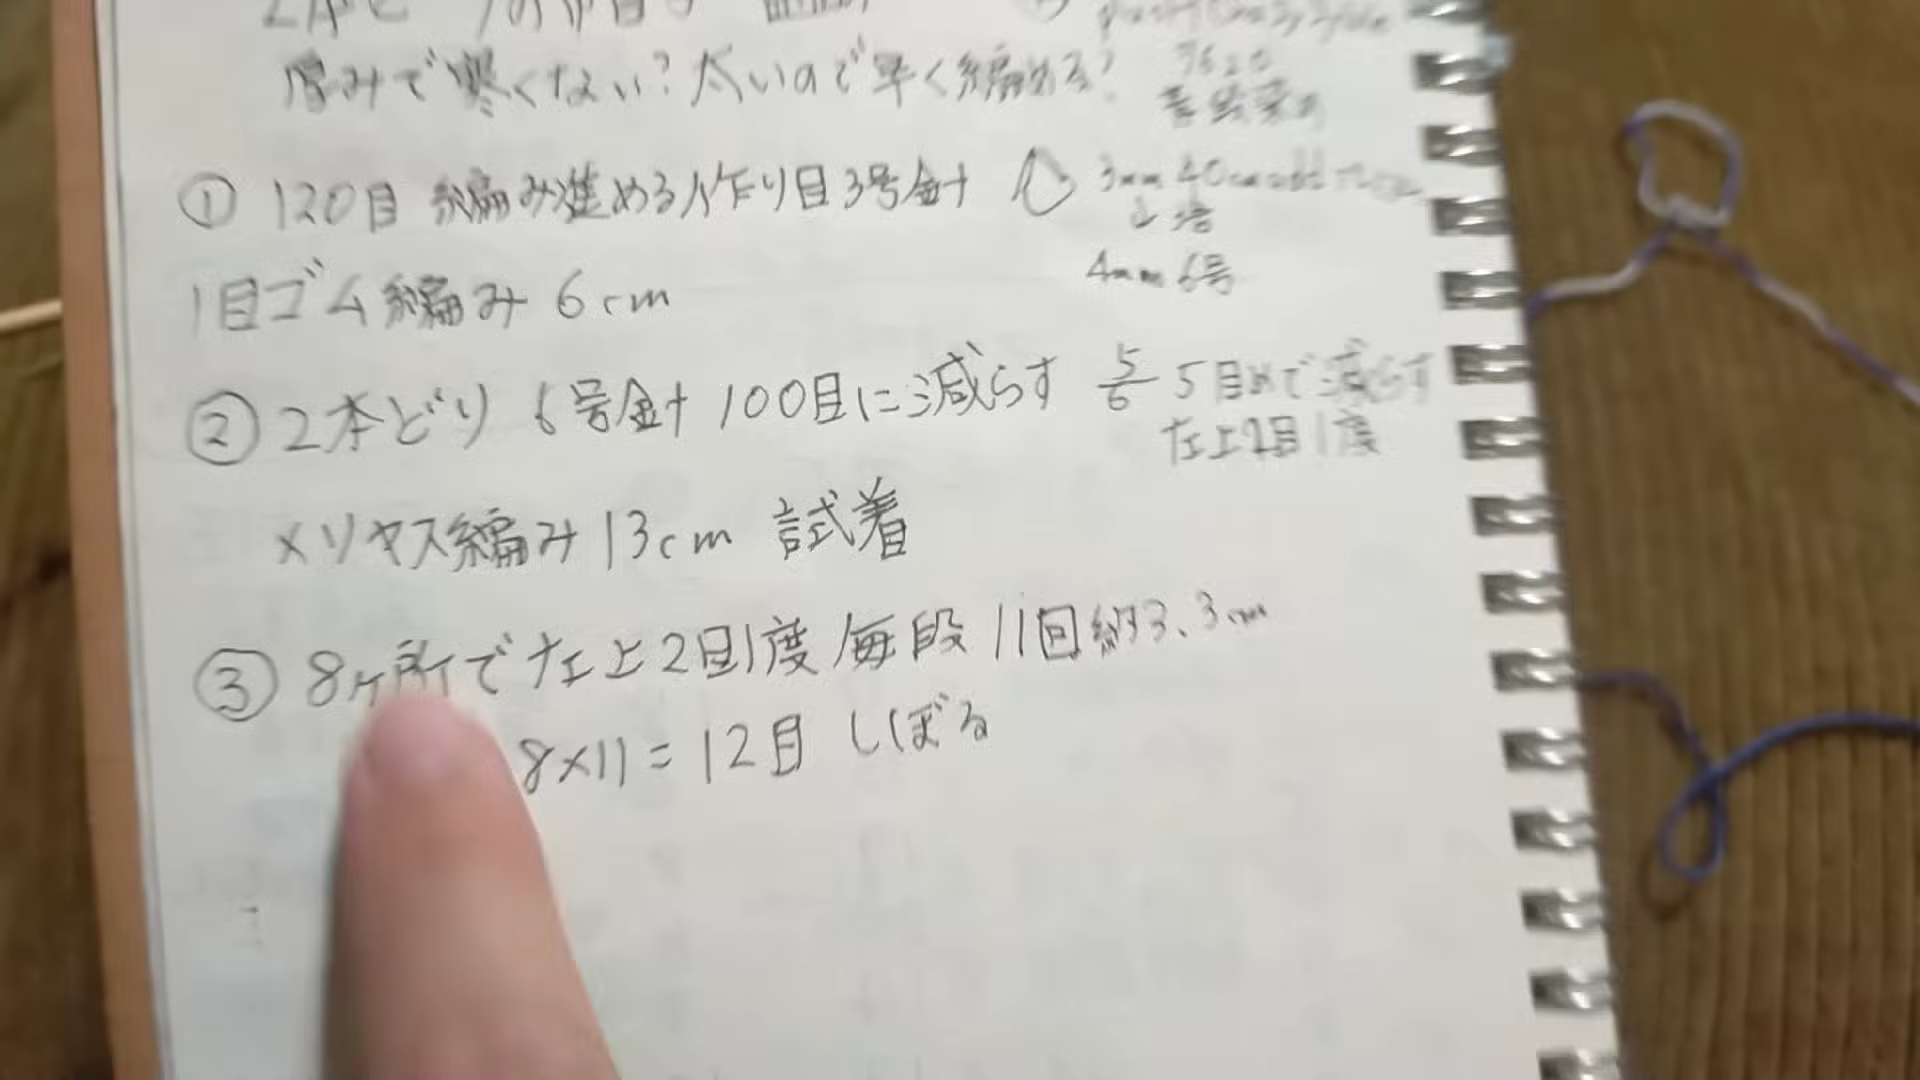 厚みで寒くない?太いので早く編める?
① 120目 編み進める作り目3号針
3mm 40cm
4mm 6号
1目ゴム編み 6cm
② 2本どり 6号針 100目に減らす 5/6 5目めで減らす
左上2目1度
メリヤス編み 13cm 試着
③ 8ヶ所で左上2目1度/毎段 11回 約3.3cm
8×11=12目 しぼる